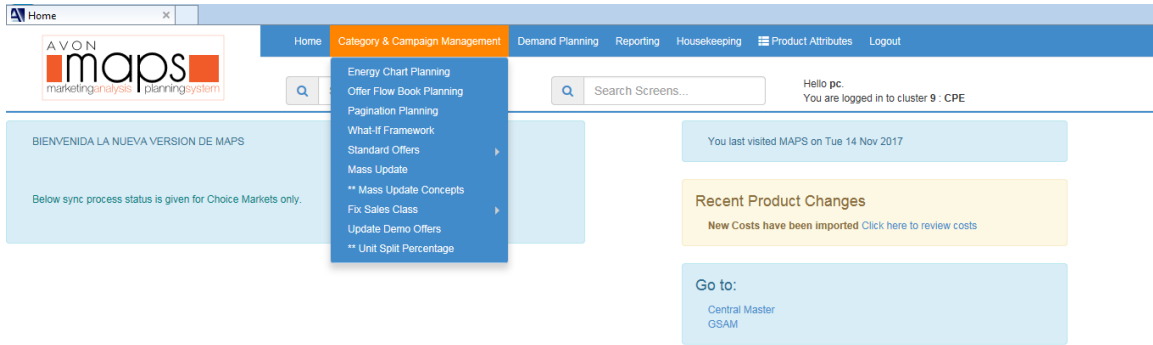 Home
AVON
maps
marketinganalysis planningsystem
Home Category & Campaign Management Demand Planning Reporting Housekeeping Product Attributes Logout
Energy Chart Planning
Offer Flow Book Planning
Pagination Planning
What-If Framework
Standard Offers
Mass Update
** Mass Update Concepts
Fix Sales Class
Update Demo Offers
** Unit Split Percentage
Search Screens...
Hello pc.
You are logged in to cluster 9 : CPE
BIENVENIDA LA NUEVA VERSION DE MAPS
Below sync process status is given for Choice Markets only.
You last visited MAPS on Tue 14 Nov 2017
Recent Product Changes
New Costs have been imported Click here to review costs
Go to:
Central Master
GSAM